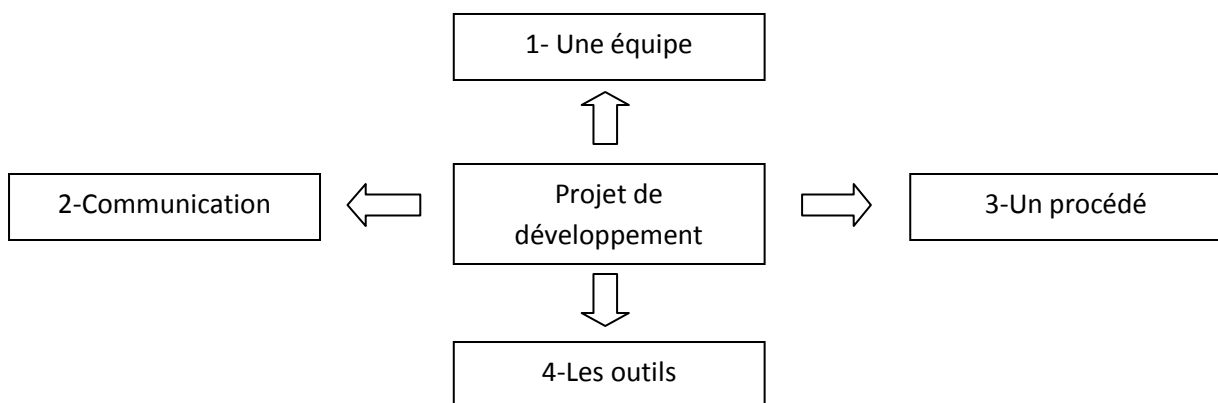 1- Une équipe
2-Communication
Projet de
développement
3-Un procédé
4-Les outils